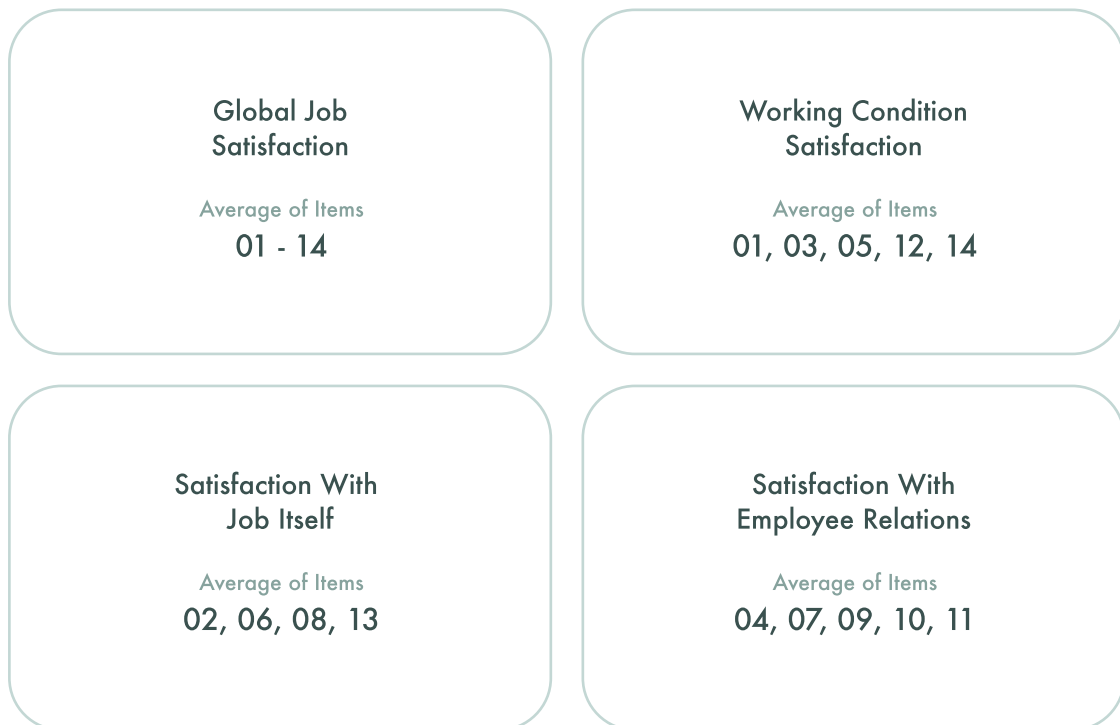 Global Job
Satisfaction
Average of Items
01 - 14
Working Condition
Satisfaction
Average of Items
01, 03, 05, 12, 14
Satisfaction With
Job Itself
Average of Items
02, 06, 08, 13
Satisfaction With
Employee Relations
Average of Items
04, 07, 09, 10, 11